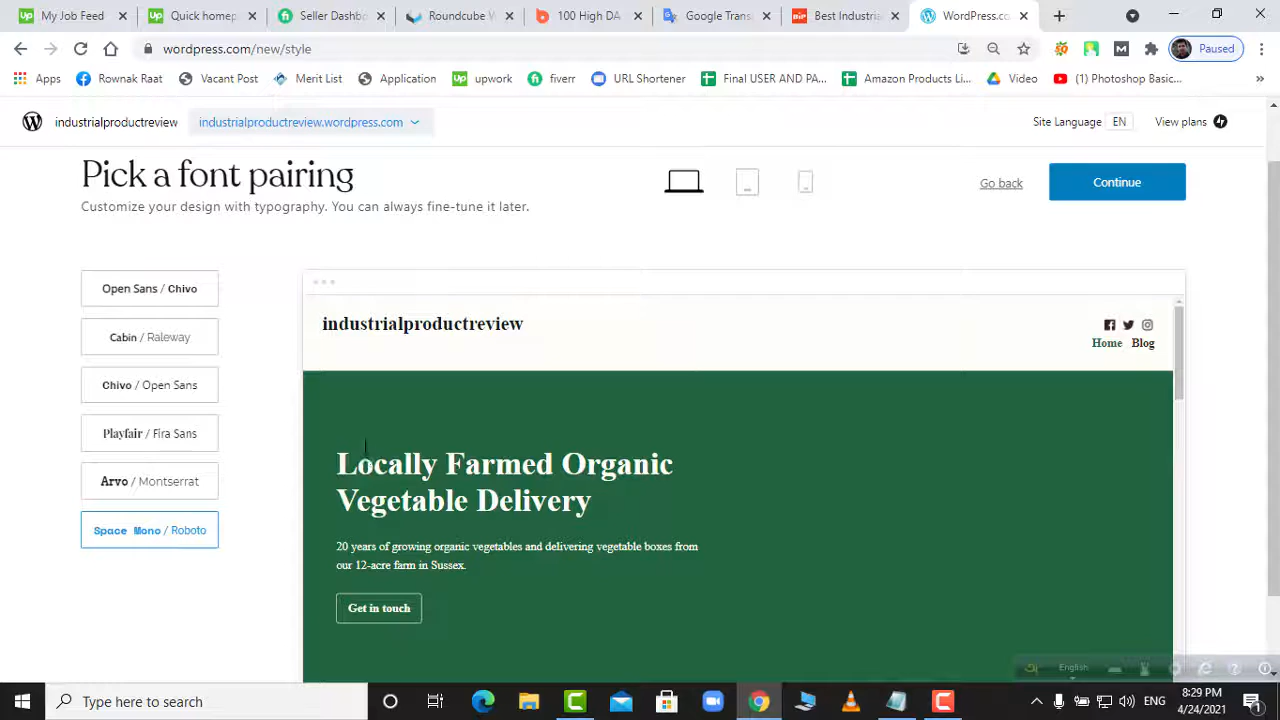 My Job F
Quick home
Seller Dashb
Roundcube W
100 High DA
Google Trans
Best Industria
WordPress.co
wordpress.com/new/style
Paused
Apps
Rownak Raat
Vacant Post
Merit List
Application
upwork
fiverr
URL Shortener
Final USER AND PA...
Amazon Products Li...
Video
(1) Photoshop Basic...
industrialproductreview
industrialproductreview.wordpress.com
Site Language EN
View plans
Pick a font pairing
Customize your design with typography. You can always fine-tune it later.
Go back
Continue
Open Sans / Chivo
Cabin / Raleway
Chivo / Open Sans
Playfair / Fira Sans
Arvo / Montserrat
Space Mono / Roboto
industrialproductreview
Home Blog
Locally Farmed Organic
Vegetable Delivery
20 years of growing organic vegetables and delivering vegetable boxes from
our 12-acre farm in Sussex.
Get in touch
English
Type here to search
ENG
8:29 PM
4/24/2021